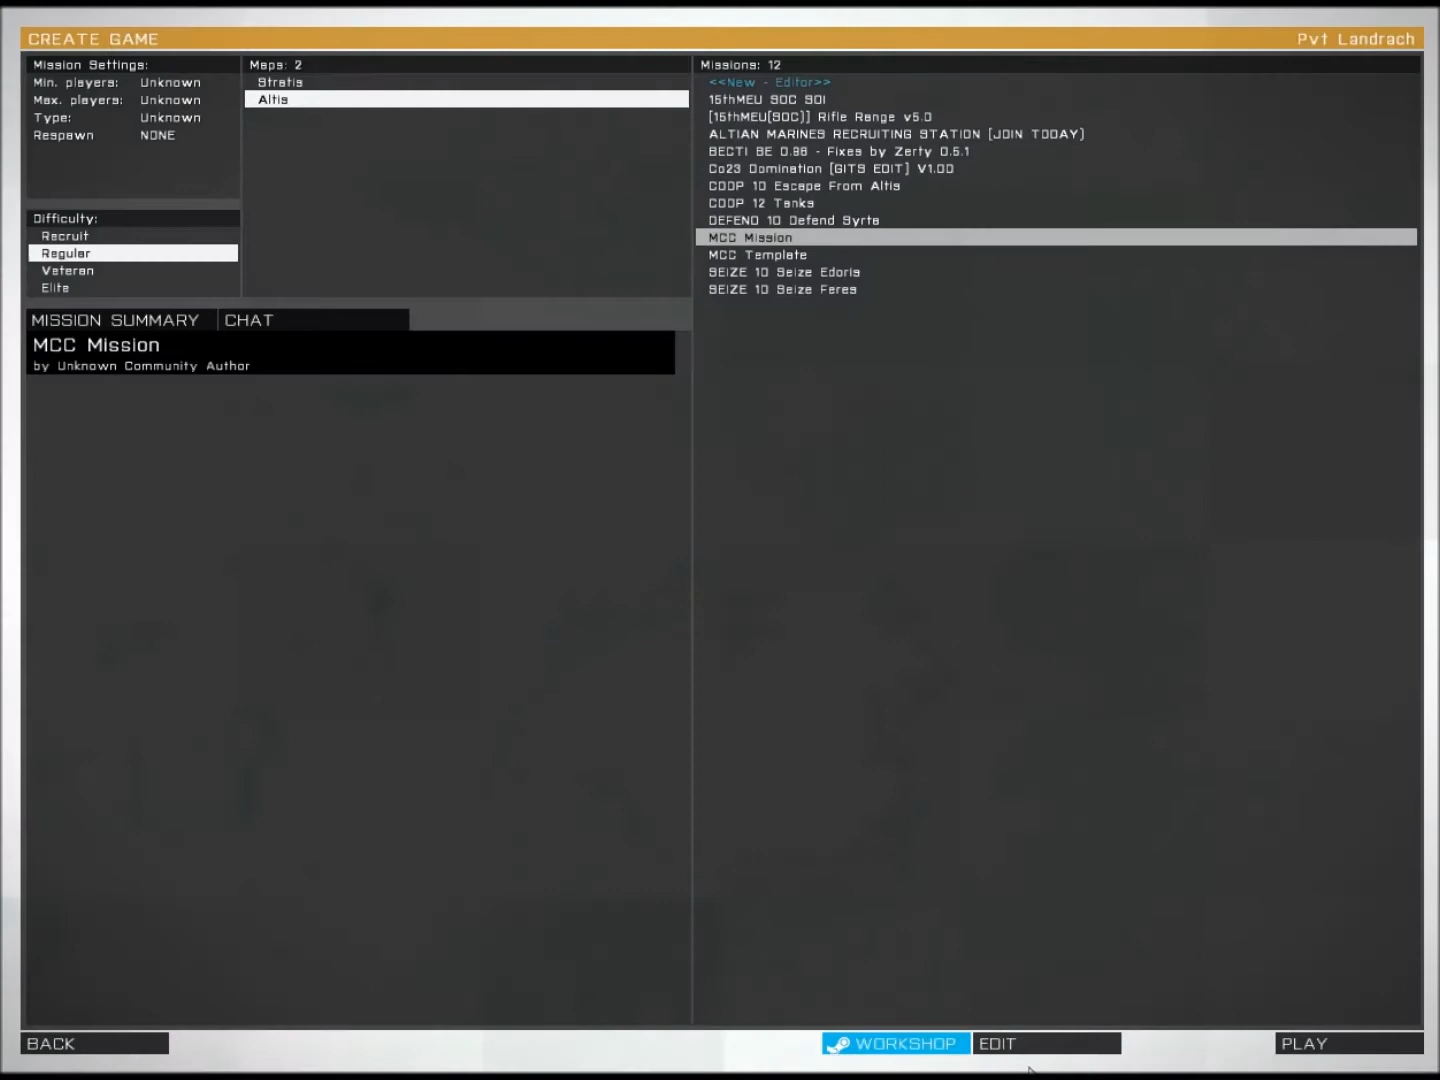 CREATE GAME
Pvt Landrach
Mission Settings:
Min. players: Unknown
Max. players: Unknown
Type: Unknown
Respawn NONE
Difficulty:
Recruit
Regular
Veteran
Elite
Maps: 2
Stratis
Altis
Missions: 12
<<New - Editor>>
15thMEU SOC SOI
[15thMEU[SOC]] Rifle Range v5.0
ALTIAN MARINES RECRUITING STATION [JOIN TODAY]
BECTI BE 0.96 - Fixes by Zerty 0.5.1
Co23 Domination [GITS EDIT] V1.00
COOP 10 Escape From Altis
COOP 12 Tanks
DEFEND 10 Defend Syrta
MCC Mission
MCC Template
SEIZE 10 Seize Edoris
SEIZE 10 Seize Feres
MISSION SUMMARY
CHAT
MCC Mission
by Unknown Community Author
BACK
WORKSHOP
EDIT
PLAY